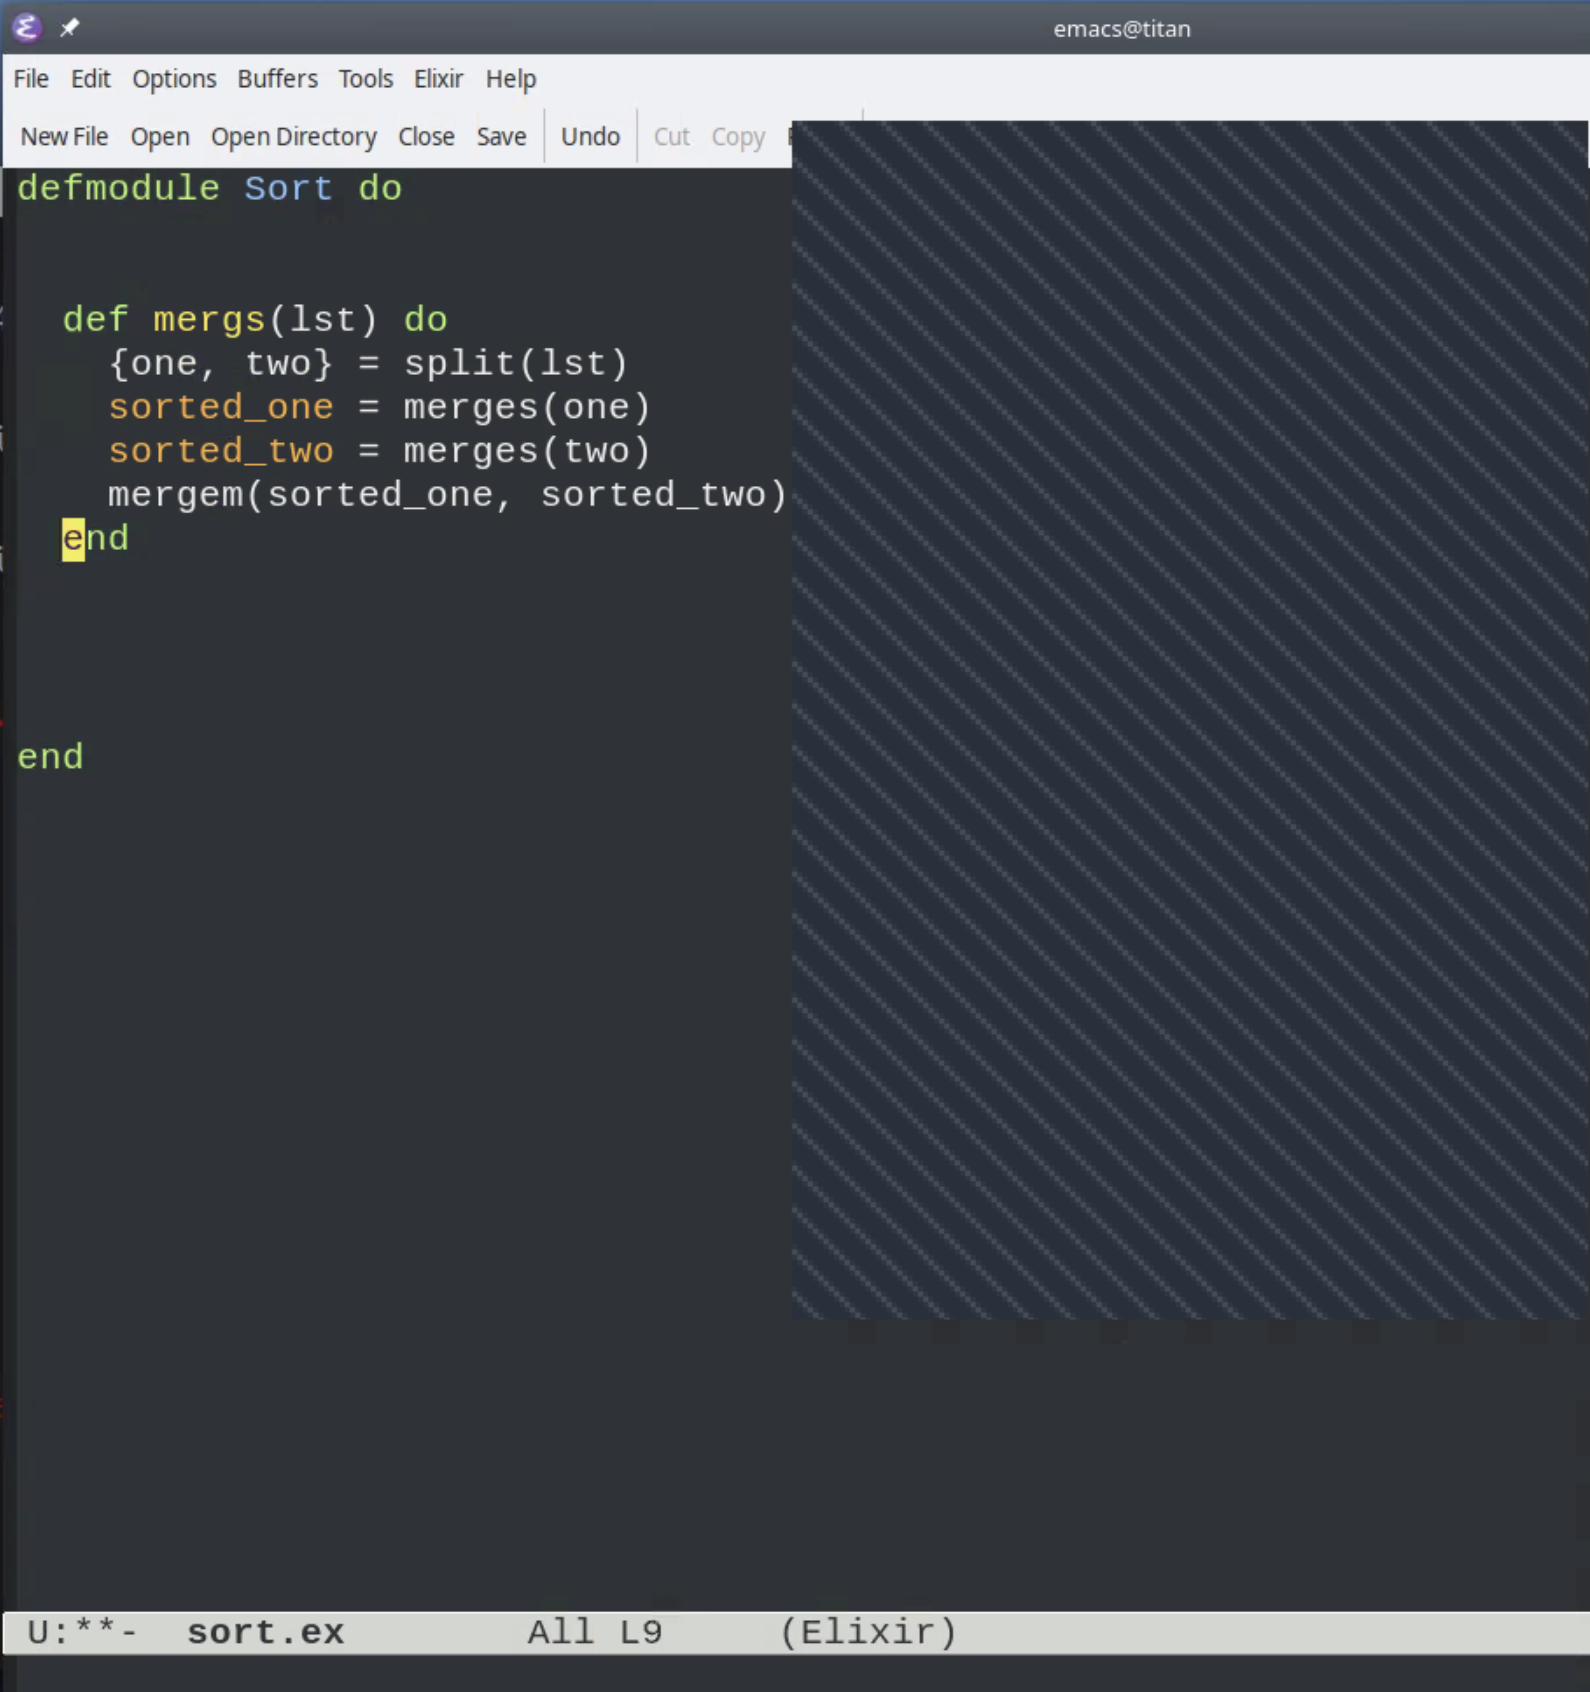 emacs@titan
File Edit Options Buffers Tools Elixir Help
New File Open Open Directory Close Save Undo Cut Copy
defmodule Sort do
def mergs(lst) do
{one, two} = split(lst)
sorted_one = merges(one)
sorted_two = merges(two)
mergem(sorted_one, sorted_two)
end
end
U:**- sort.ex All L9 (Elixir)